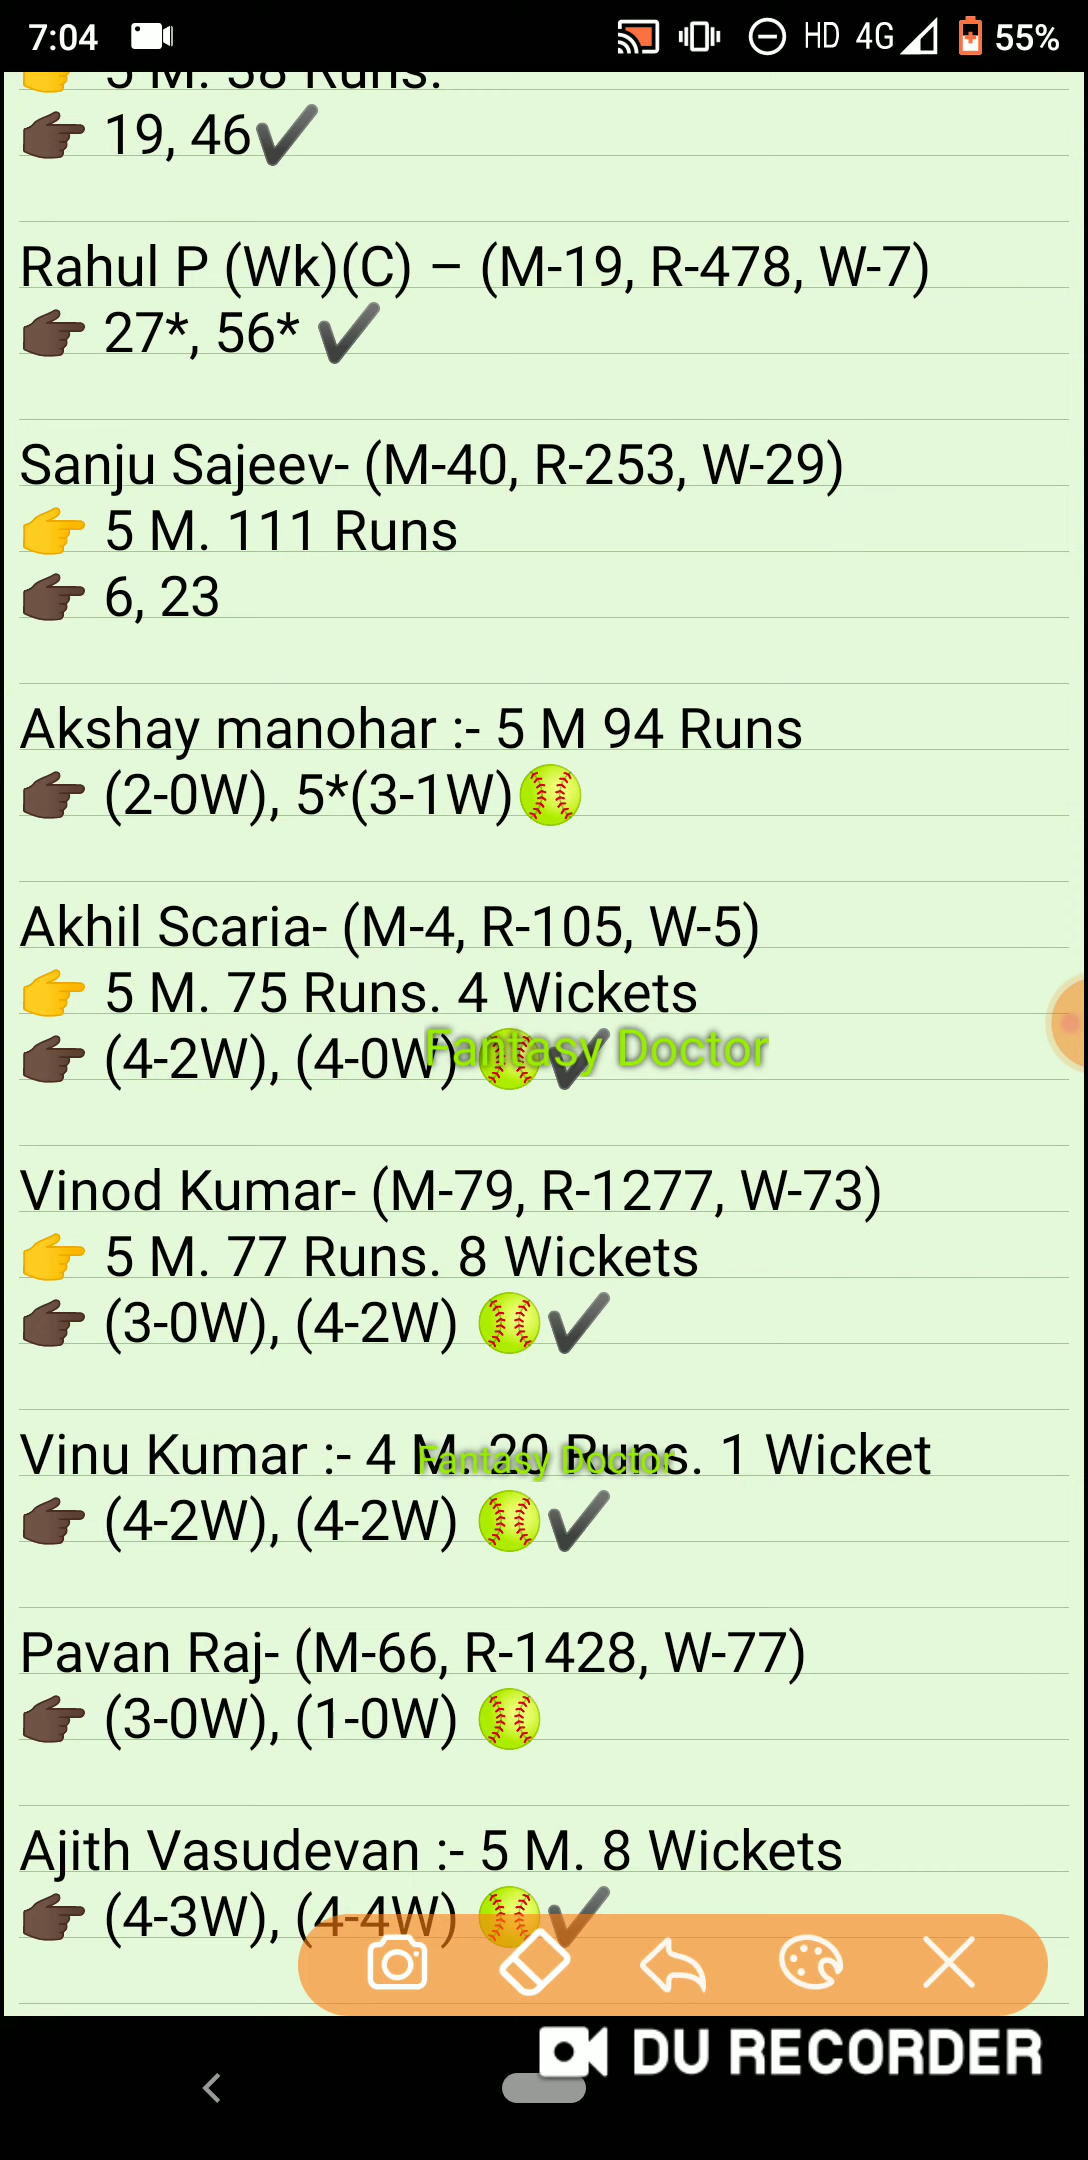 7:04 HD 4G 55%
👉 5 M. 38 Runs.
👉🏿 19, 46✔
Rahul P (Wk)(C) – (M-19, R-478, W-7)
👉🏿 27*, 56* ✔
Sanju Sajeev- (M-40, R-253, W-29)
👉 5 M. 111 Runs
👉🏿 6, 23
Akshay manohar :- 5 M 94 Runs
👉🏿 (2-0W), 5*(3-1W)🥎
Akhil Scaria- (M-4, R-105, W-5)
👉 5 M. 75 Runs. 4 Wickets
👉🏿 (4-2W), (4-0W) 🥎✔
Fantasy Doctor
Vinod Kumar- (M-79, R-1277, W-73)
👉 5 M. 77 Runs. 8 Wickets
👉🏿 (3-0W), (4-2W) 🥎✔
Vinu Kumar :- 4 M. 20 Runs. 1 Wicket
Fantasy Doctor
👉🏿 (4-2W), (4-2W) 🥎✔
Pavan Raj- (M-66, R-1428, W-77)
👉🏿 (3-0W), (1-0W) 🥎
Ajith Vasudevan :- 5 M. 8 Wickets
👉🏿 (4-3W), (4-4W) 🥎✔
DU RECORDER